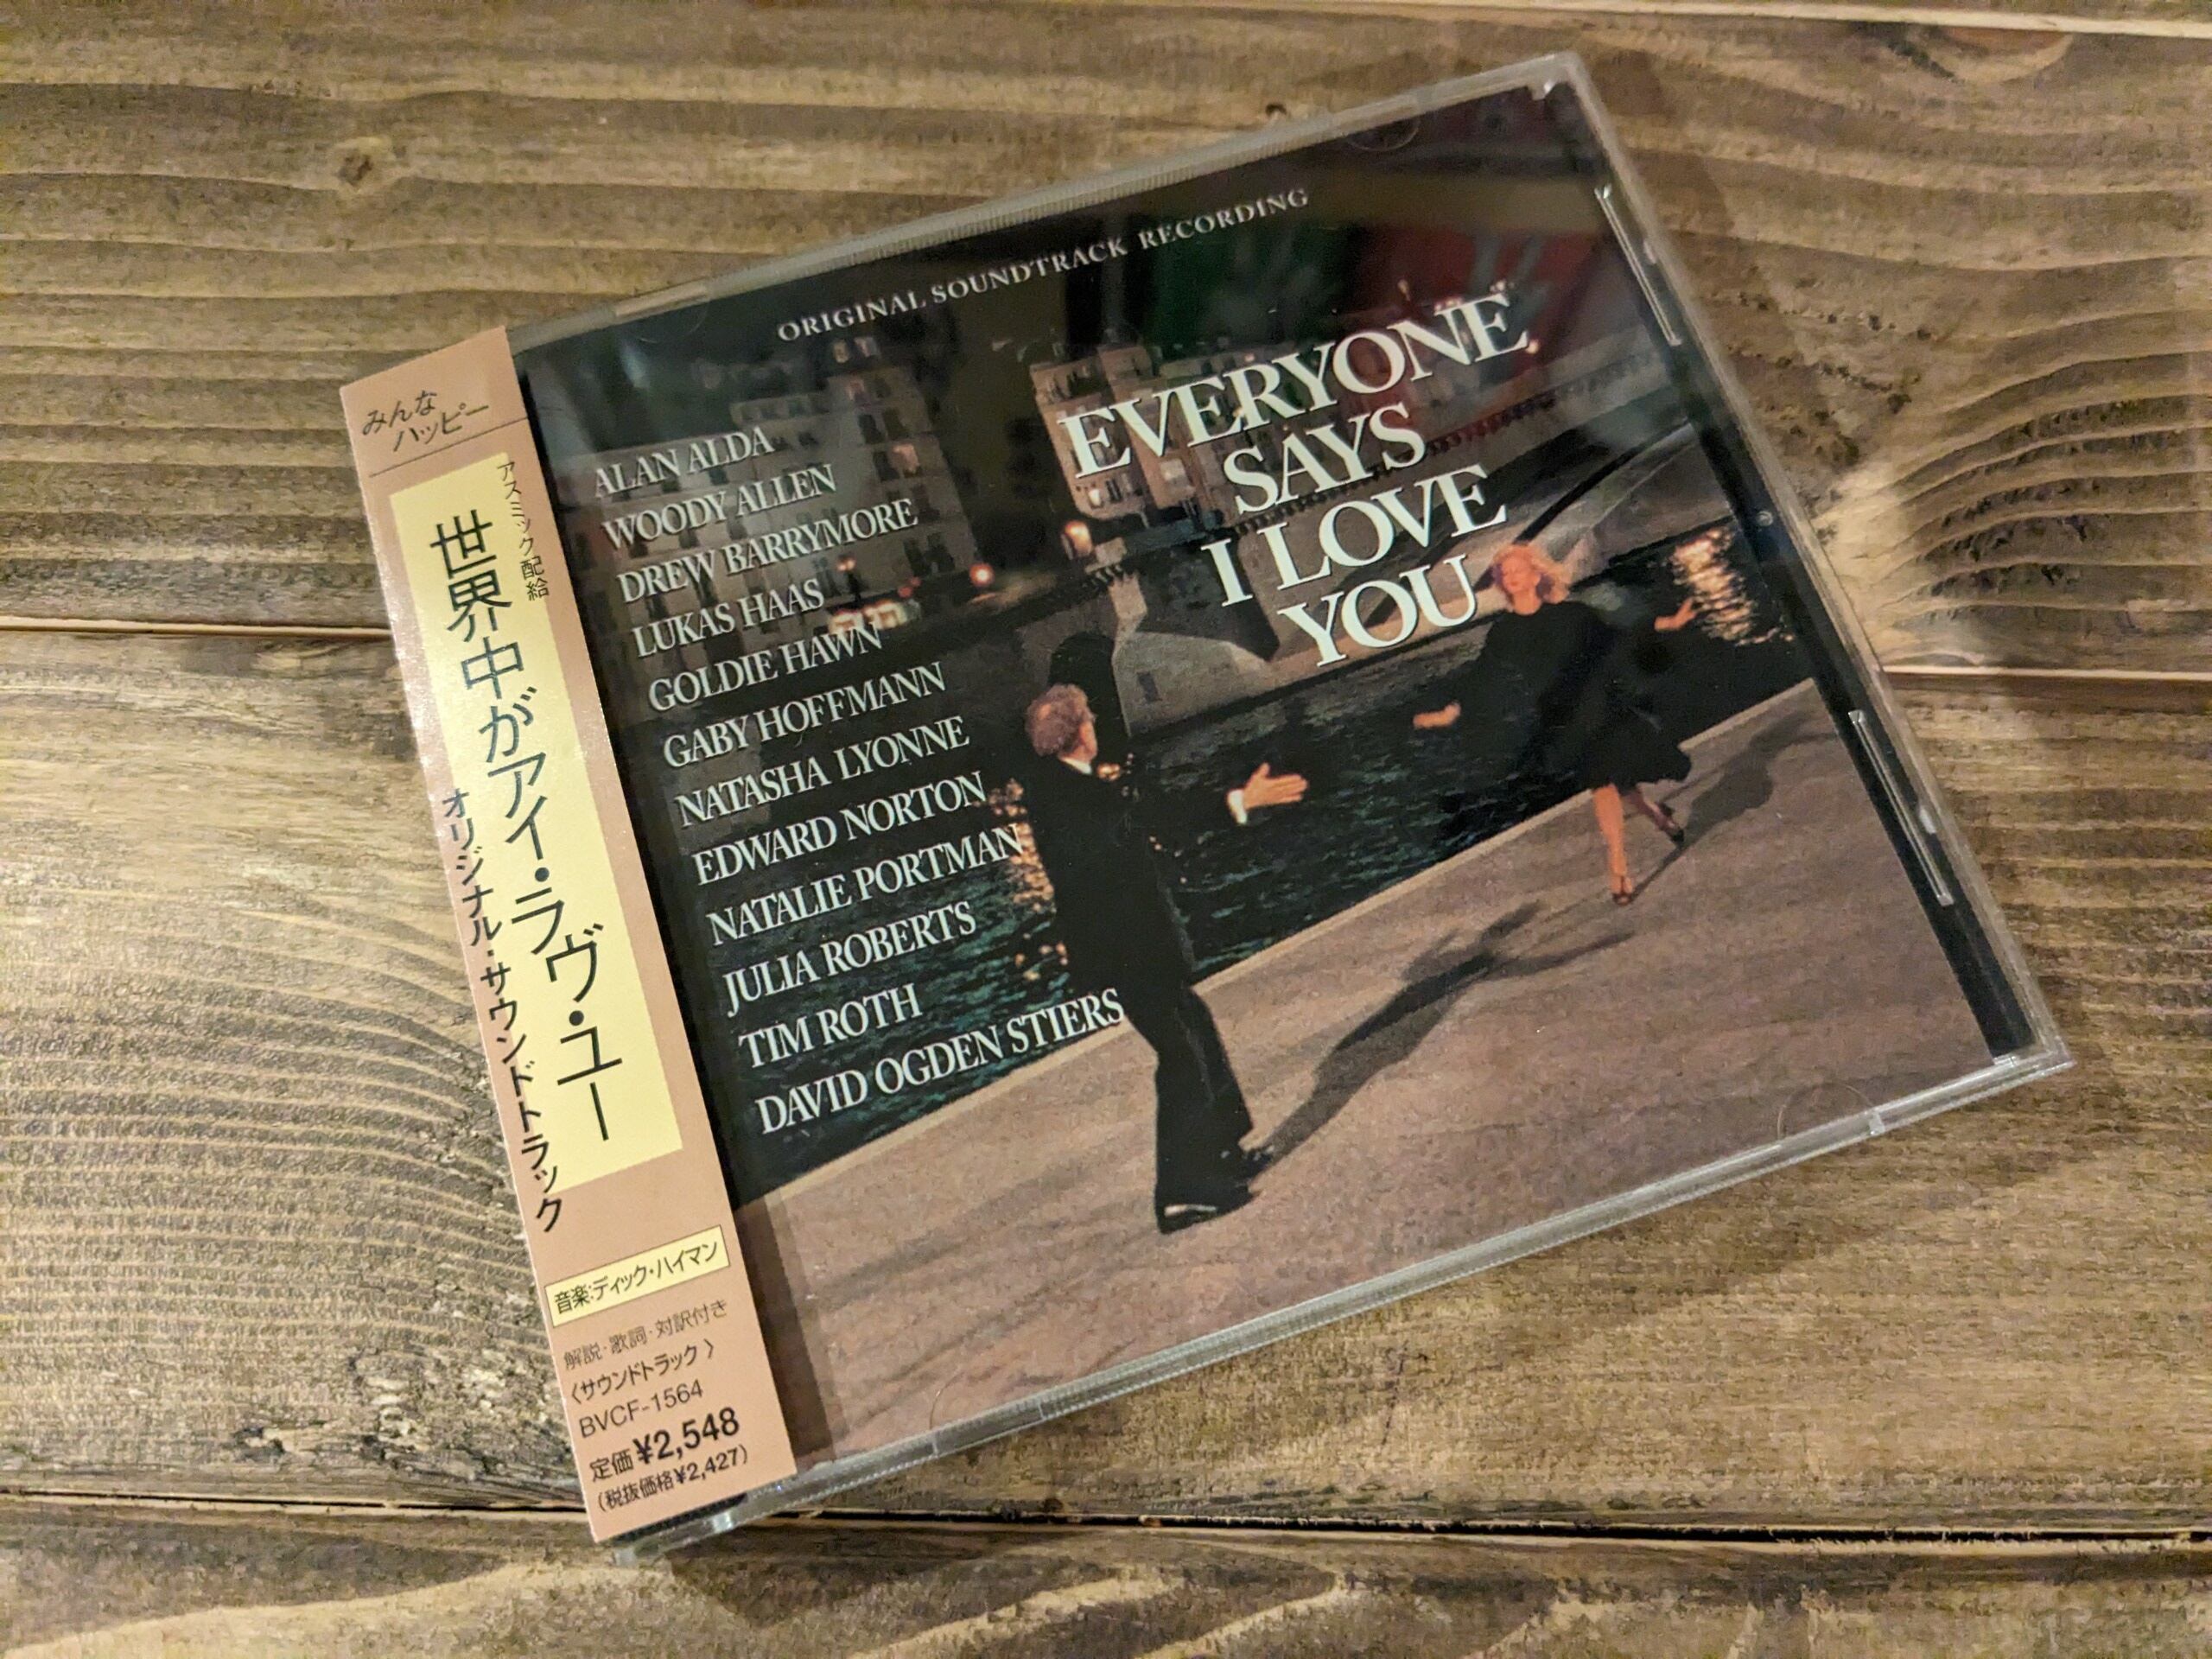 みんな
ハッピー
アスミック配給
世界中がアイ・ラヴ・ユー
オリジナル・サウンドトラック
音楽:ディック・ハイマン
解説・歌詞・対訳付き
〈サウンドトラック〉
BVCF-1564
定価¥2,548
(税抜価格¥2,427)
ORIGINAL SOUNDTRACK RECORDING
EVERYONE
SAYS
I LOVE
YOU
ALAN ALDA
WOODY ALLEN
DREW BARRYMORE
LUKAS HAAS
GOLDIE HAWN
GABY HOFFMANN
NATASHA LYONNE
EDWARD NORTON
NATALIE PORTMAN
JULIA ROBERTS
TIM ROTH
DAVID OGDEN STIERS